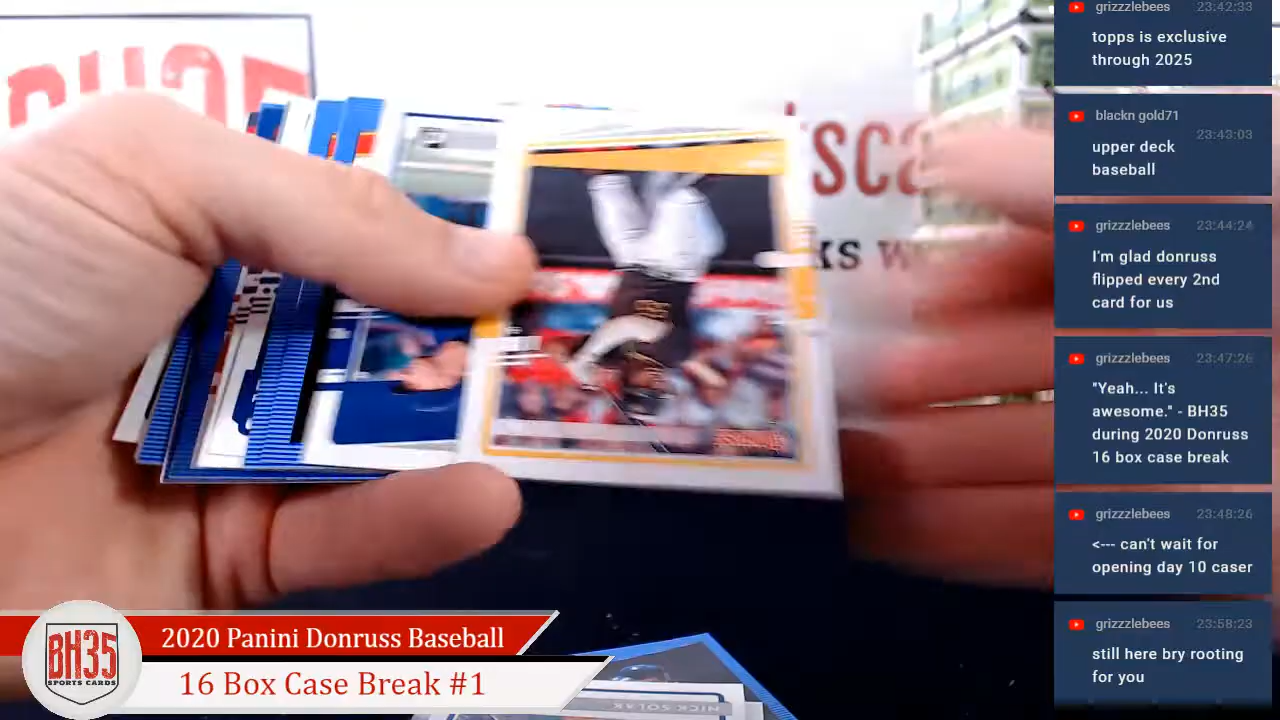 BH35
sca
ks w
NICK SOLAK
BH35
SPORTS CARDS
2020 Panini Donruss Baseball
16 Box Case Break #1
grizzzlebees 23:42:33
topps is exclusive
through 2025
blackn gold71
23:43:03
upper deck
baseball
grizzzlebees 23:44:24
I'm glad donruss
flipped every 2nd
card for us
grizzzlebees 23:47:26
"Yeah... It's
awesome." - BH35
during 2020 Donruss
16 box case break
grizzzlebees 23:48:26
<--- can't wait for
opening day 10 caser
grizzzlebees 23:58:23
still here bry rooting
for you